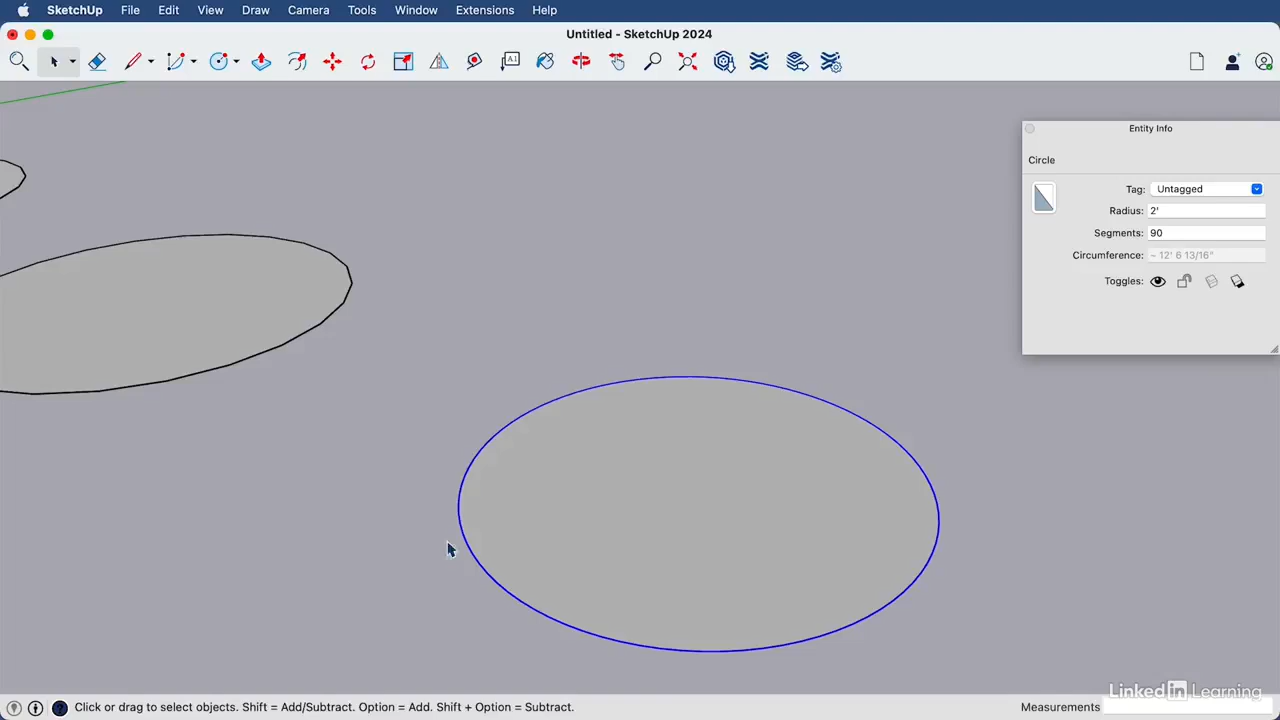 SketchUp File Edit View Draw Camera Tools Window Extensions Help
Untitled - SketchUp 2024
A1
Entity Info
Circle
Tag: Untagged
Radius: 2'
Segments: 90
Circumference: ~ 12' 6 13/16"
Toggles:
LinkedIn Learning
Click or drag to select objects. Shift = Add/Subtract. Option = Add. Shift + Option = Subtract. Measurements